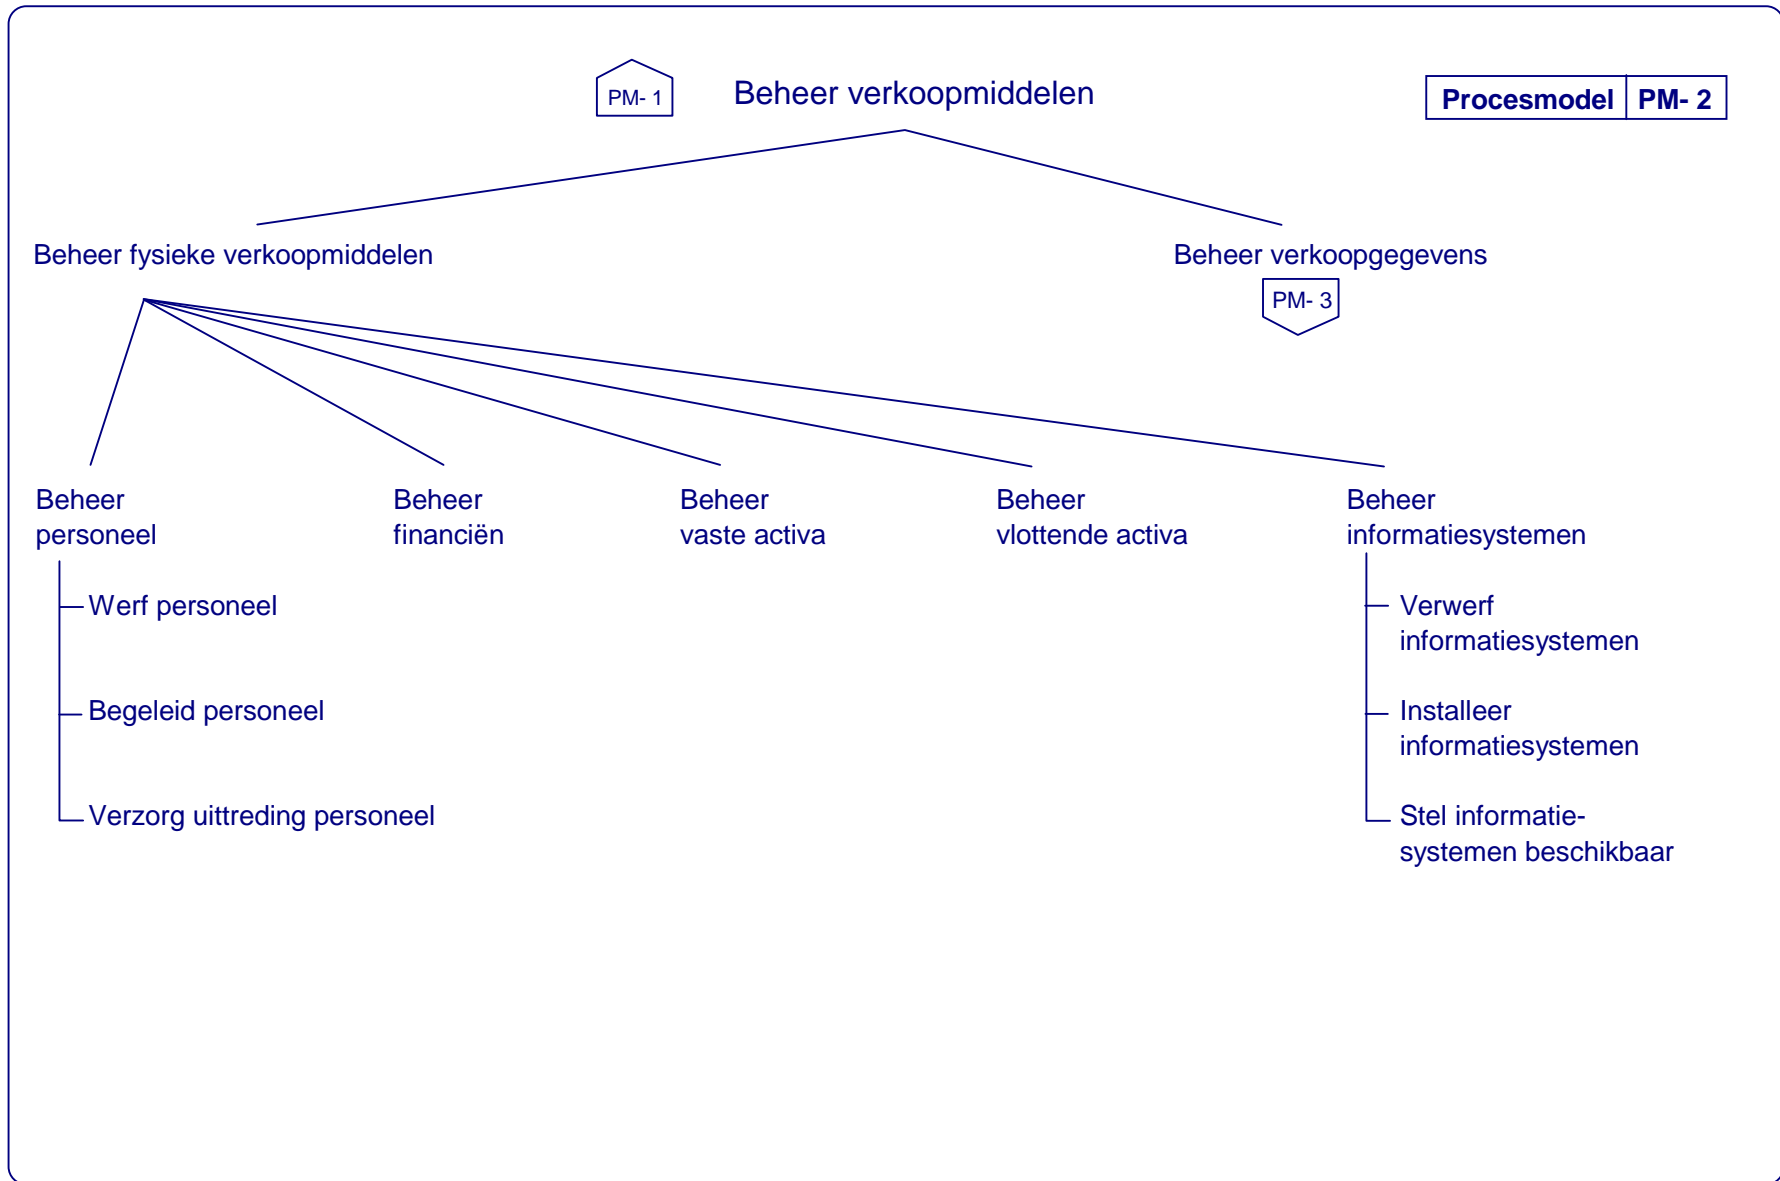 PM- 1
Beheer verkoopmiddelen
Procesmodel PM- 2
Beheer fysieke verkoopmiddelen
Beheer verkoopgegevens
PM- 3
Beheer
personeel
Beheer
financiën
Beheer
vaste activa
Beheer
vlottende activa
Beheer
informatiesystemen
Werf personeel
Begeleid personeel
Verzorg uittreding personeel
Verwerf
informatiesystemen
Installeer
informatiesystemen
Stel informatie-
systemen beschikbaar